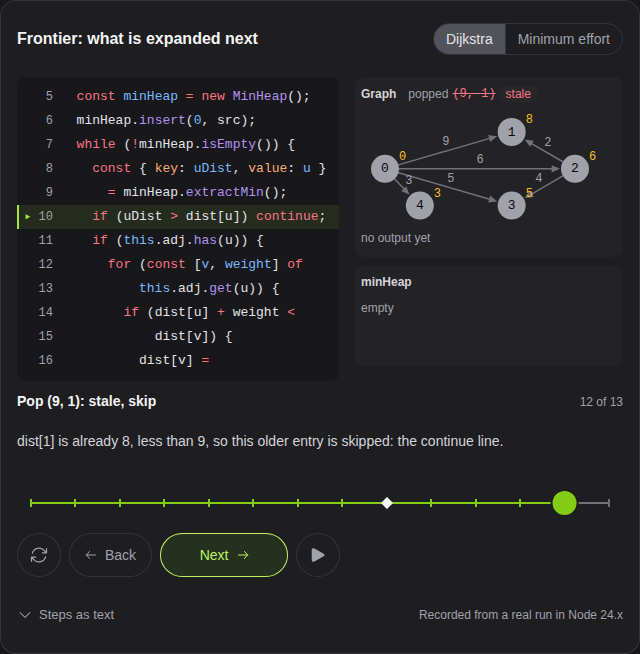 Frontier: what is expanded next
Dijkstra
Minimum effort
5 const minHeap = new MinHeap();
6 minHeap.insert(0, src);
7 while (!minHeap.isEmpty()) {
8 const { key: uDist, value: u }
9 = minHeap.extractMin();
10 if (uDist > dist[u]) continue;
11 if (this.adj.has(u)) {
12 for (const [v, weight] of
13 this.adj.get(u)) {
14 if (dist[u] + weight <
15 dist[v]) {
16 dist[v] =
Graph popped (9, 1) stale
8
1
9
2
0
6
6
0
2
3
5
4
4
3
5
3
no output yet
minHeap
empty
Pop (9, 1): stale, skip
12 of 13
dist[1] is already 8, less than 9, so this older entry is skipped: the continue line.
Back
Next
Steps as text
Recorded from a real run in Node 24.x